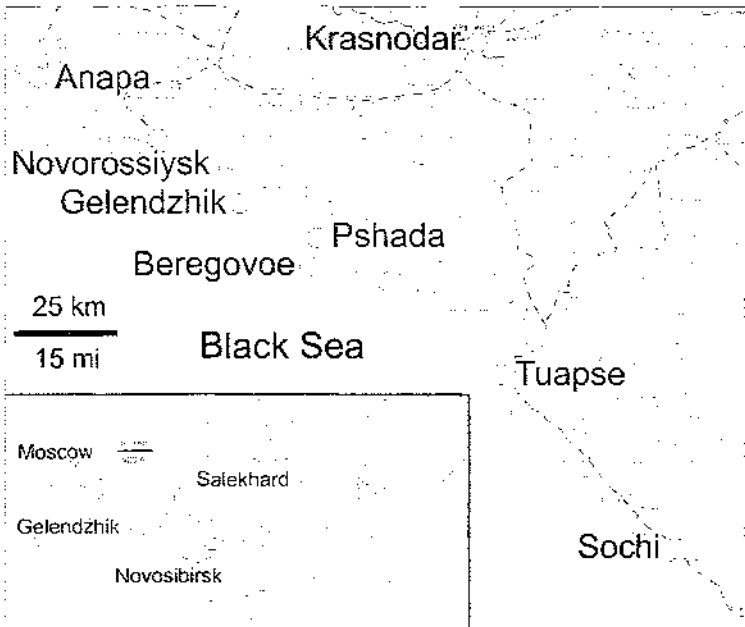 Krasnodar
Anapa
Novorossiysk
Gelendzhik
Pshada
Beregovoe
25 km
15 mi
Black Sea
Tuapse
Moscow
Salekhard
Gelendzhik
Novosibirsk
Sochi